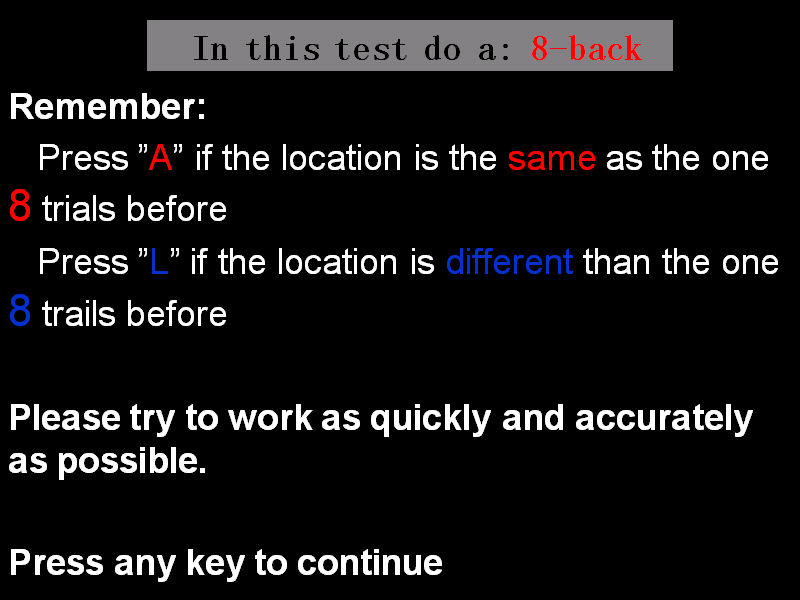 In this test do a: 8-back
Remember:
Press ”A” if the location is the same as the one
8 trials before
Press ”L” if the location is different than the one
8 trails before
Please try to work as quickly and accurately
as possible.
Press any key to continue